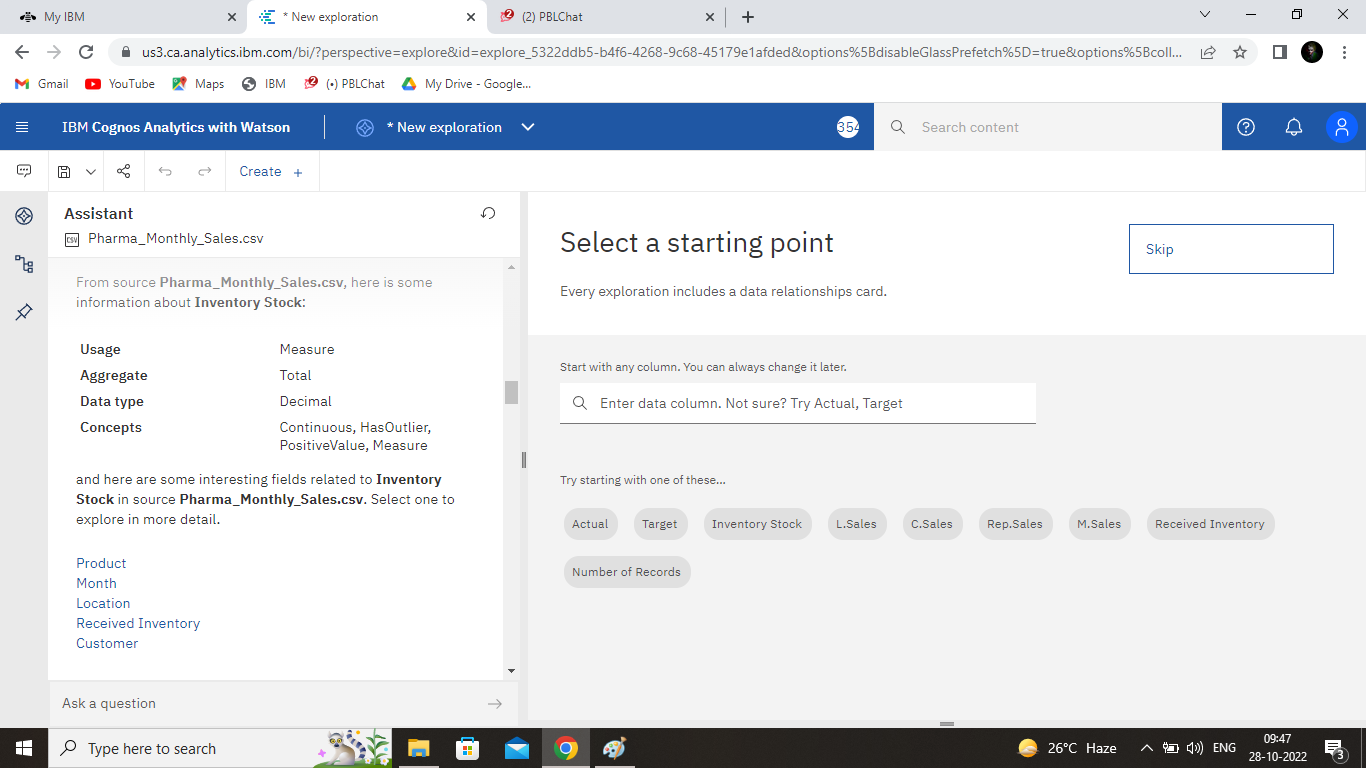 My IBM
* New exploration
(2) PBLChat
us3.ca.analytics.ibm.com/bi/?perspective=explore&id=explore_5322ddb5-b4f6-4268-9c68-45179e1afded&options%5BdisableGlassPrefetch%5D=true&options%5Bcoll...
Gmail
YouTube
Maps
IBM
(•) PBLChat
My Drive - Google...
IBM Cognos Analytics with Watson
* New exploration
354
Search content
Create +
Assistant
CSV Pharma_Monthly_Sales.csv
From source Pharma_Monthly_Sales.csv, here is some
information about Inventory Stock:
Usage Measure
Aggregate Total
Data type Decimal
Concepts Continuous, HasOutlier,
PositiveValue, Measure
and here are some interesting fields related to Inventory
Stock in source Pharma_Monthly_Sales.csv. Select one to
explore in more detail.
Product
Month
Location
Received Inventory
Customer
Ask a question
Select a starting point
Skip
Every exploration includes a data relationships card.
Start with any column. You can always change it later.
Enter data column. Not sure? Try Actual, Target
Try starting with one of these...
Actual
Target
Inventory Stock
L.Sales
C.Sales
Rep.Sales
M.Sales
Received Inventory
Number of Records
Type here to search
26°C Haze
ENG
09:47
28-10-2022
3